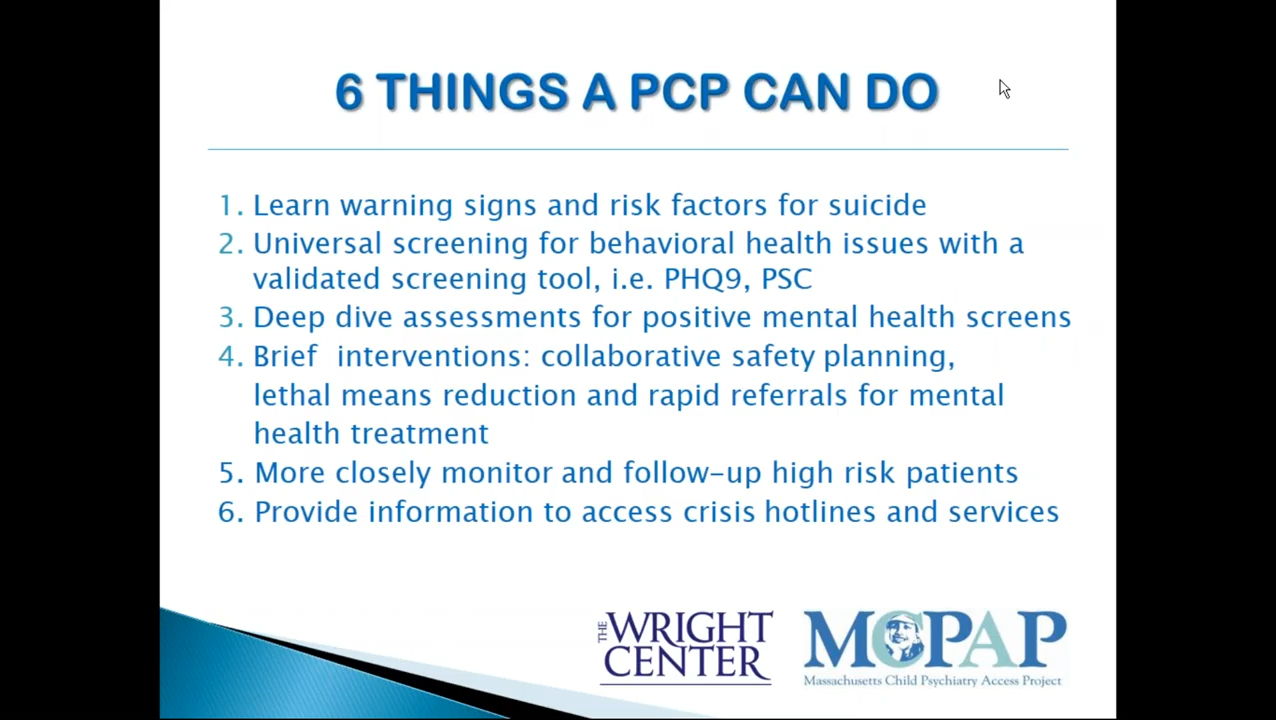 6 THINGS A PCP CAN DO
1. Learn warning signs and risk factors for suicide
2. Universal screening for behavioral health issues with a
validated screening tool, i.e. PHQ9, PSC
3. Deep dive assessments for positive mental health screens
4. Brief  interventions: collaborative safety planning,
lethal means reduction and rapid referrals for mental
health treatment
5. More closely monitor and follow-up high risk patients
6. Provide information to access crisis hotlines and services
THE WRIGHT
CENTER
MCPAP
Massachusetts Child Psychiatry Access Project